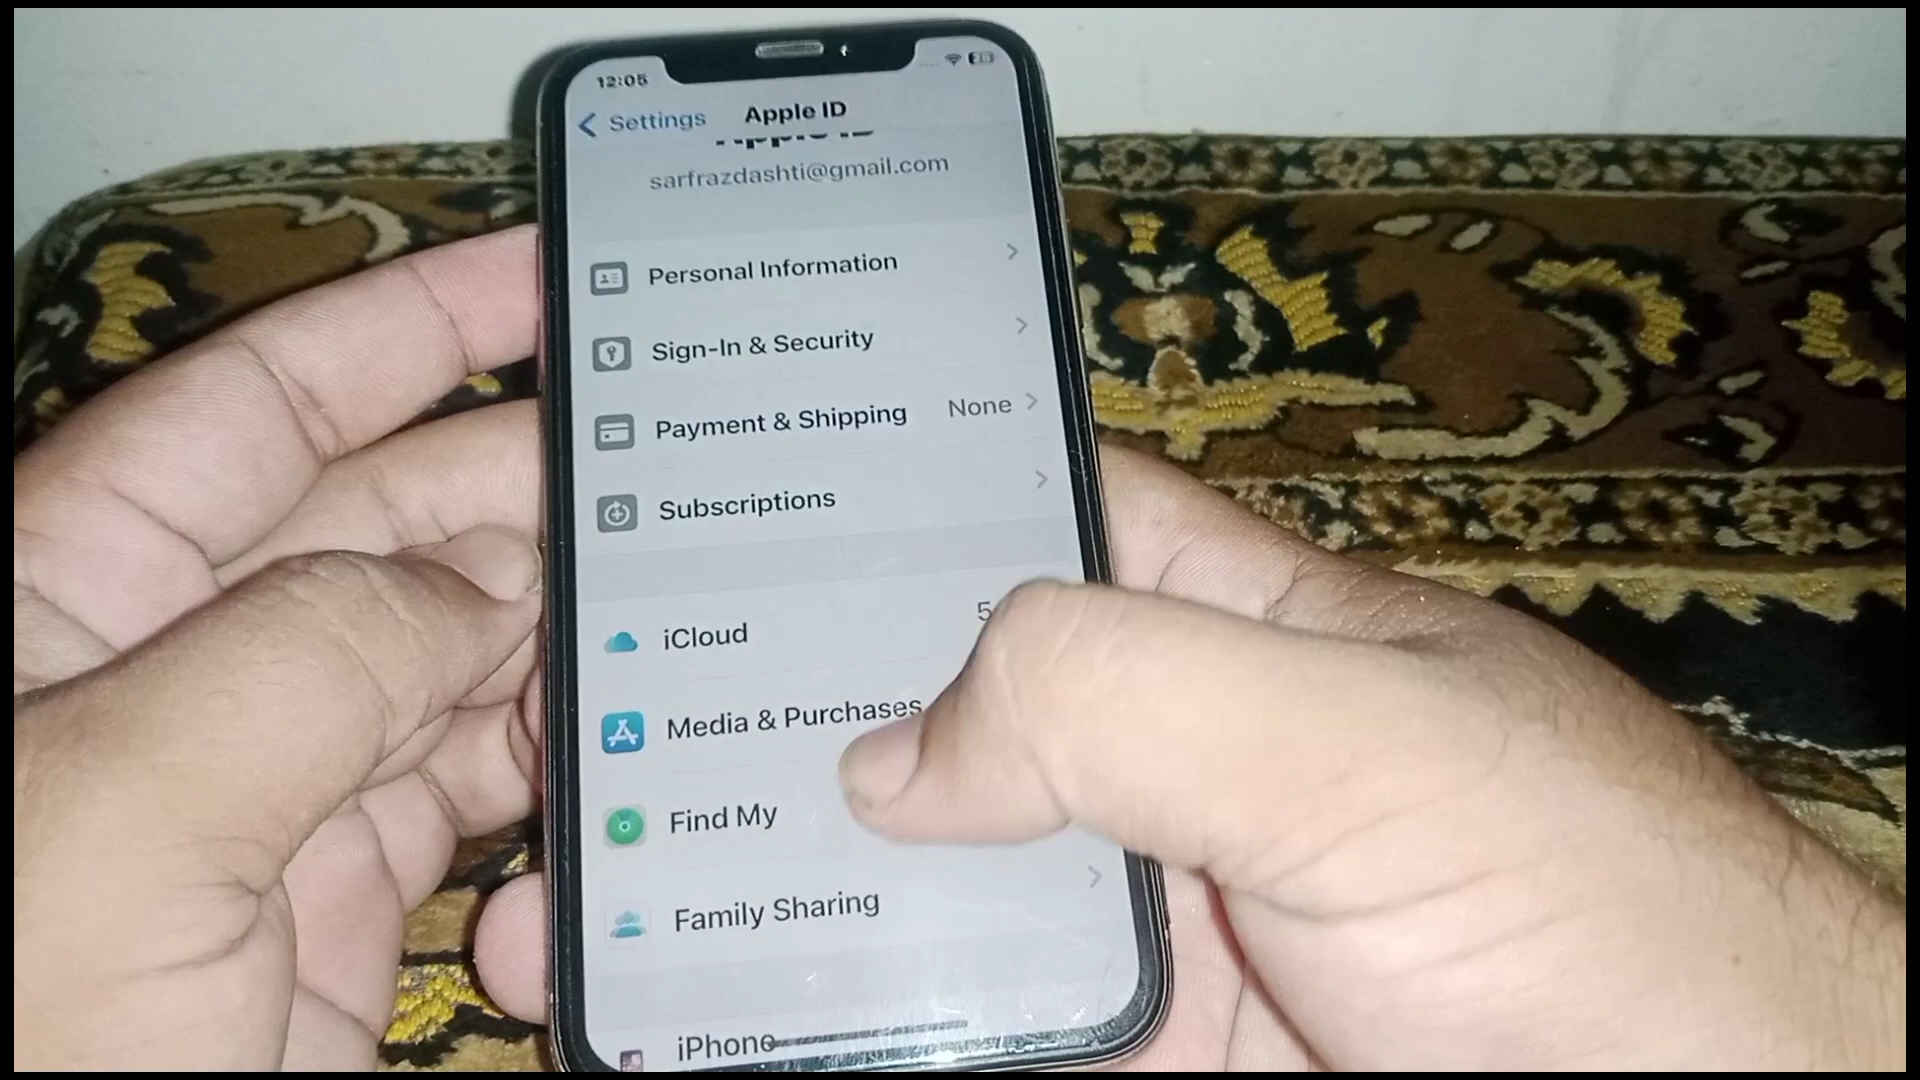 12:05
Settings
Apple ID
sarfrazdashti@gmail.com
Personal Information
Sign-In & Security
Payment & Shipping
None
Subscriptions
iCloud
5
Media & Purchases
Find My
Family Sharing
iPhone